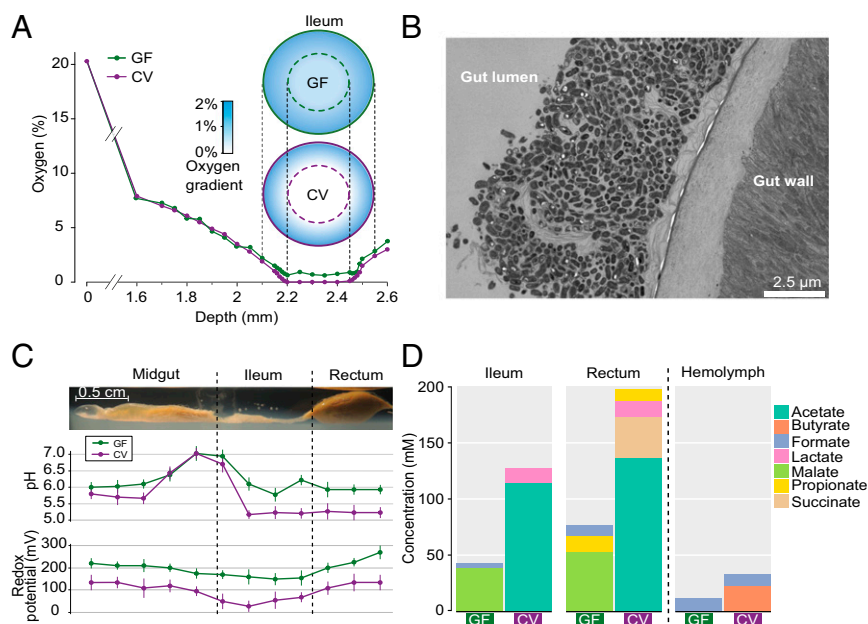 A
Ileum
GF
CV
20
15
10
5
0
Oxygen (%)
2%
1%
0%
Oxygen
gradient
GF
CV
0
1.6
1.8
2
2.2
2.4
2.6
Depth (mm)
B
Gut lumen
Gut wall
2.5 µm
C
Midgut
Ileum
Rectum
0.5 cm
GF
CV
7.0
6.5
6.0
5.5
5.0
pH
300
200
100
0
Redox
potential (mV)
D
Ileum
Rectum
Hemolymph
200
150
100
50
0
Concentration (mM)
GF
CV
GF
CV
GF
CV
Acetate
Butyrate
Formate
Lactate
Malate
Propionate
Succinate